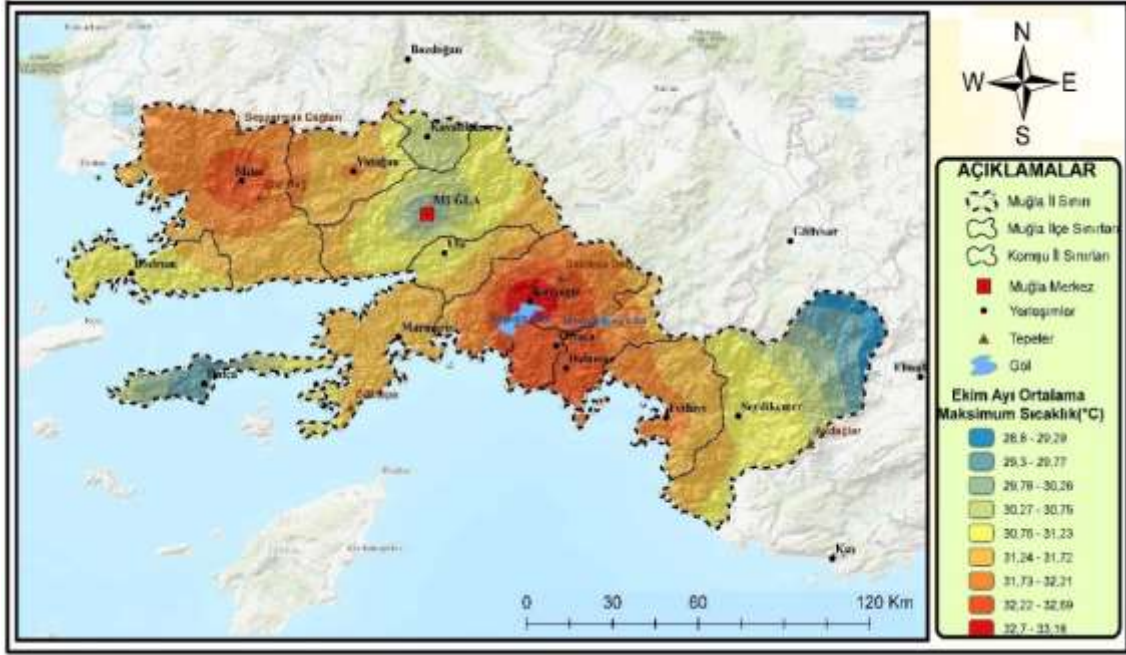 Bozdoğan
N
W E
S
Kavaklıdere
Yatağan
Milas
MUĞLA
Ula
Bodrum
Gölhisar
Köyceğiz
Ortaca
Dalaman
Marmaris
Datça
Fethiye
Seydikemer
Elmalı
Akdağlar
Kaş
0 30 60 120 Km
AÇIKLAMALAR
Muğla İl Sınırı
Muğla İlçe Sınırları
Komşu İl Sınırları
Muğla Merkez
Yerleşimler
Tepeler
Göl
Ekim Ayı Ortalama
Maksimum Sıcaklık(°C)
28,8 - 29,29
29,3 - 29,77
29,78 - 30,26
30,27 - 30,75
30,76 - 31,23
31,24 - 31,72
31,73 - 32,21
32,22 - 32,69
32,7 - 33,18